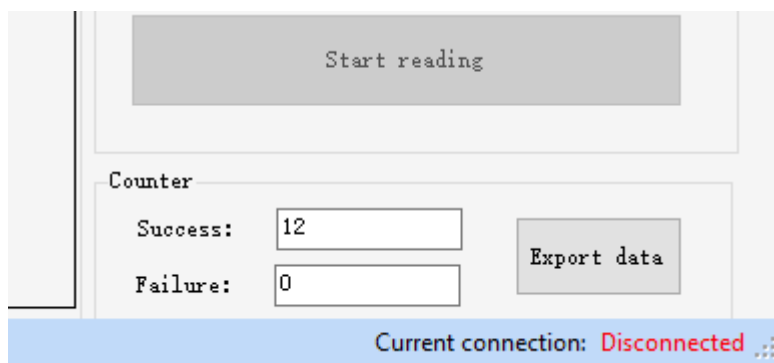 Start reading
Counter
Success: 12
Export data
Failure: 0
Current connection: Disconnected